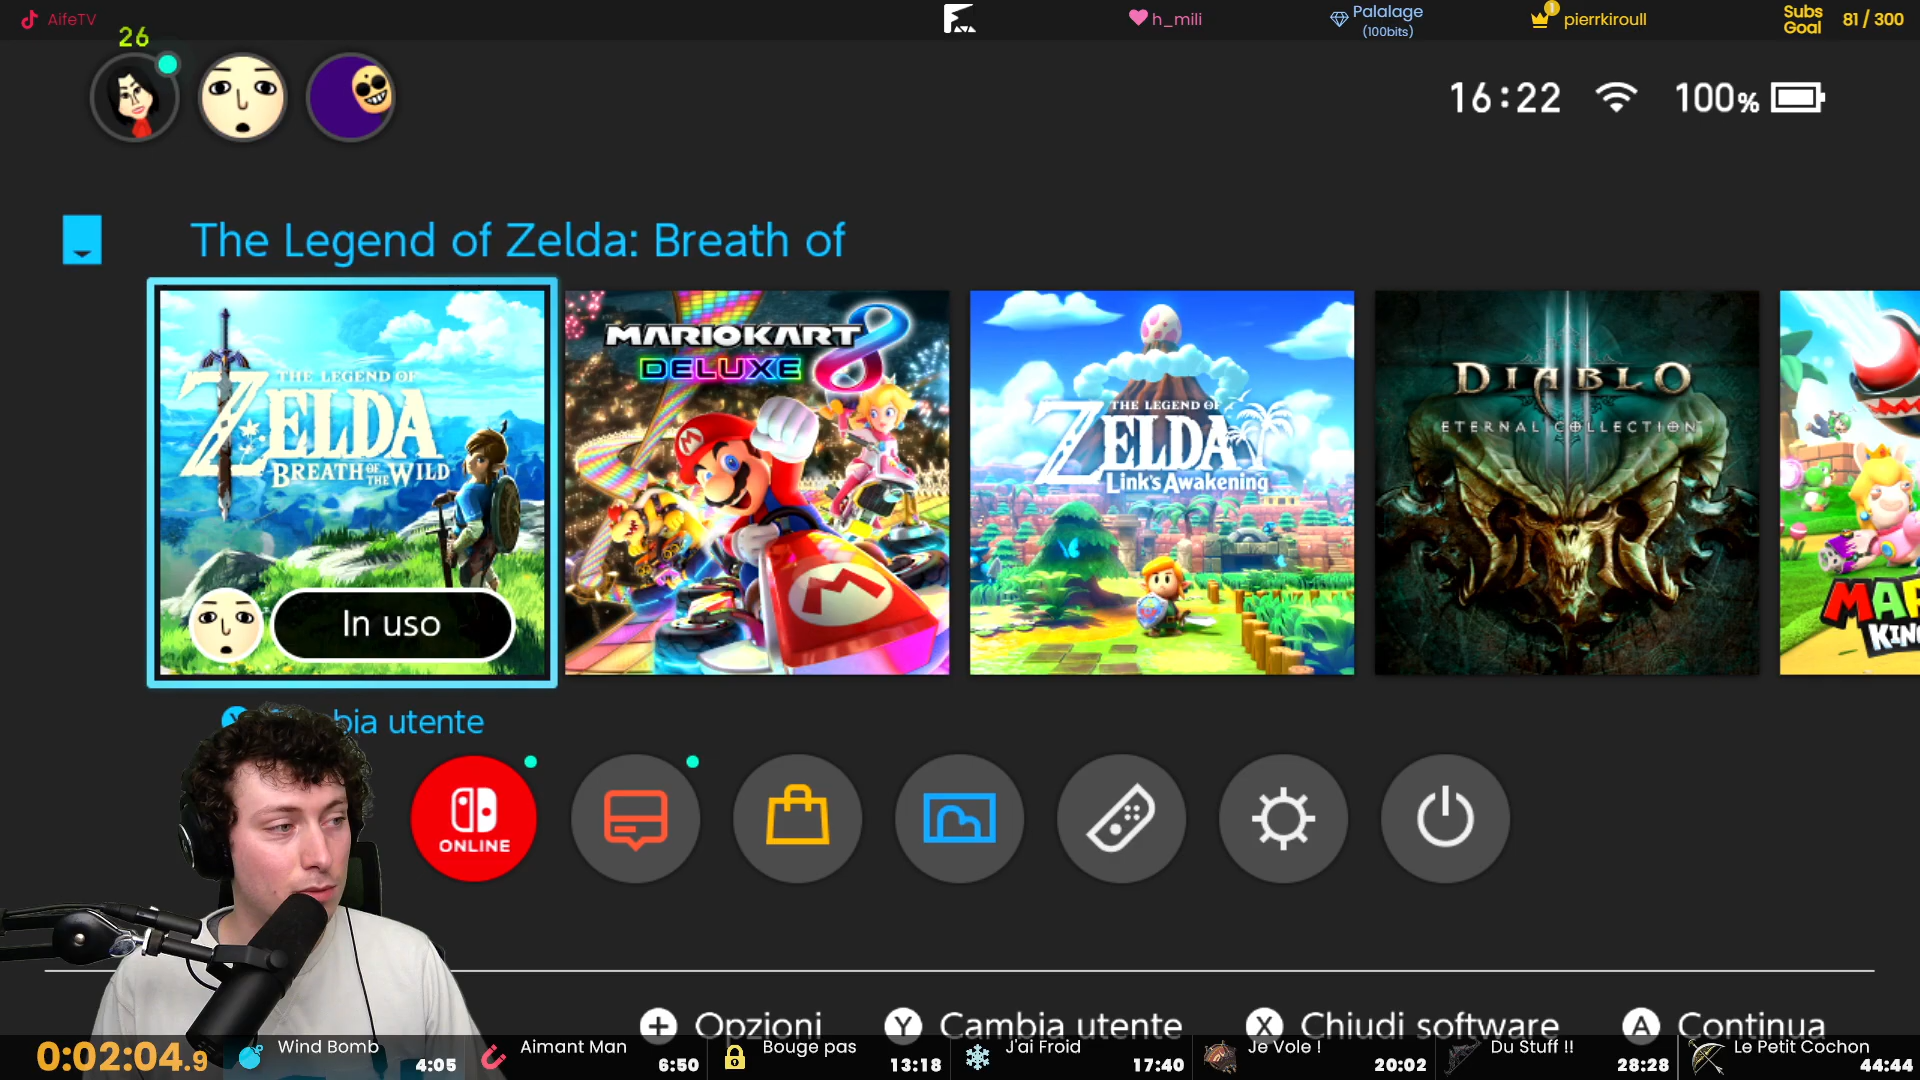 AifeTV
h_mili
Palalage
(100bits)
1
pierrkiroull
Subs
Goal
81 / 300
26
16:22
100%
The Legend of Zelda: Breath of
THE LEGEND OF
ZELDA
BREATH OF THE WILD
In uso
MARIOKART 8
DELUXE
M
M
THE LEGEND OF
ZELDA
Link's Awakening
DIABLO
III
ETERNAL COLLECTION
bia utente
ONLINE
+ Opzioni
Y Cambia utente
X Chiudi software
A Continua
0:02:04.9
Wind Bomb
4:05
Aimant Man
6:50
Bouge pas
13:18
J'ai Froid
17:40
Je Vole !
20:02
Du Stuff !!
28:28
Le Petit Cochon
44:44